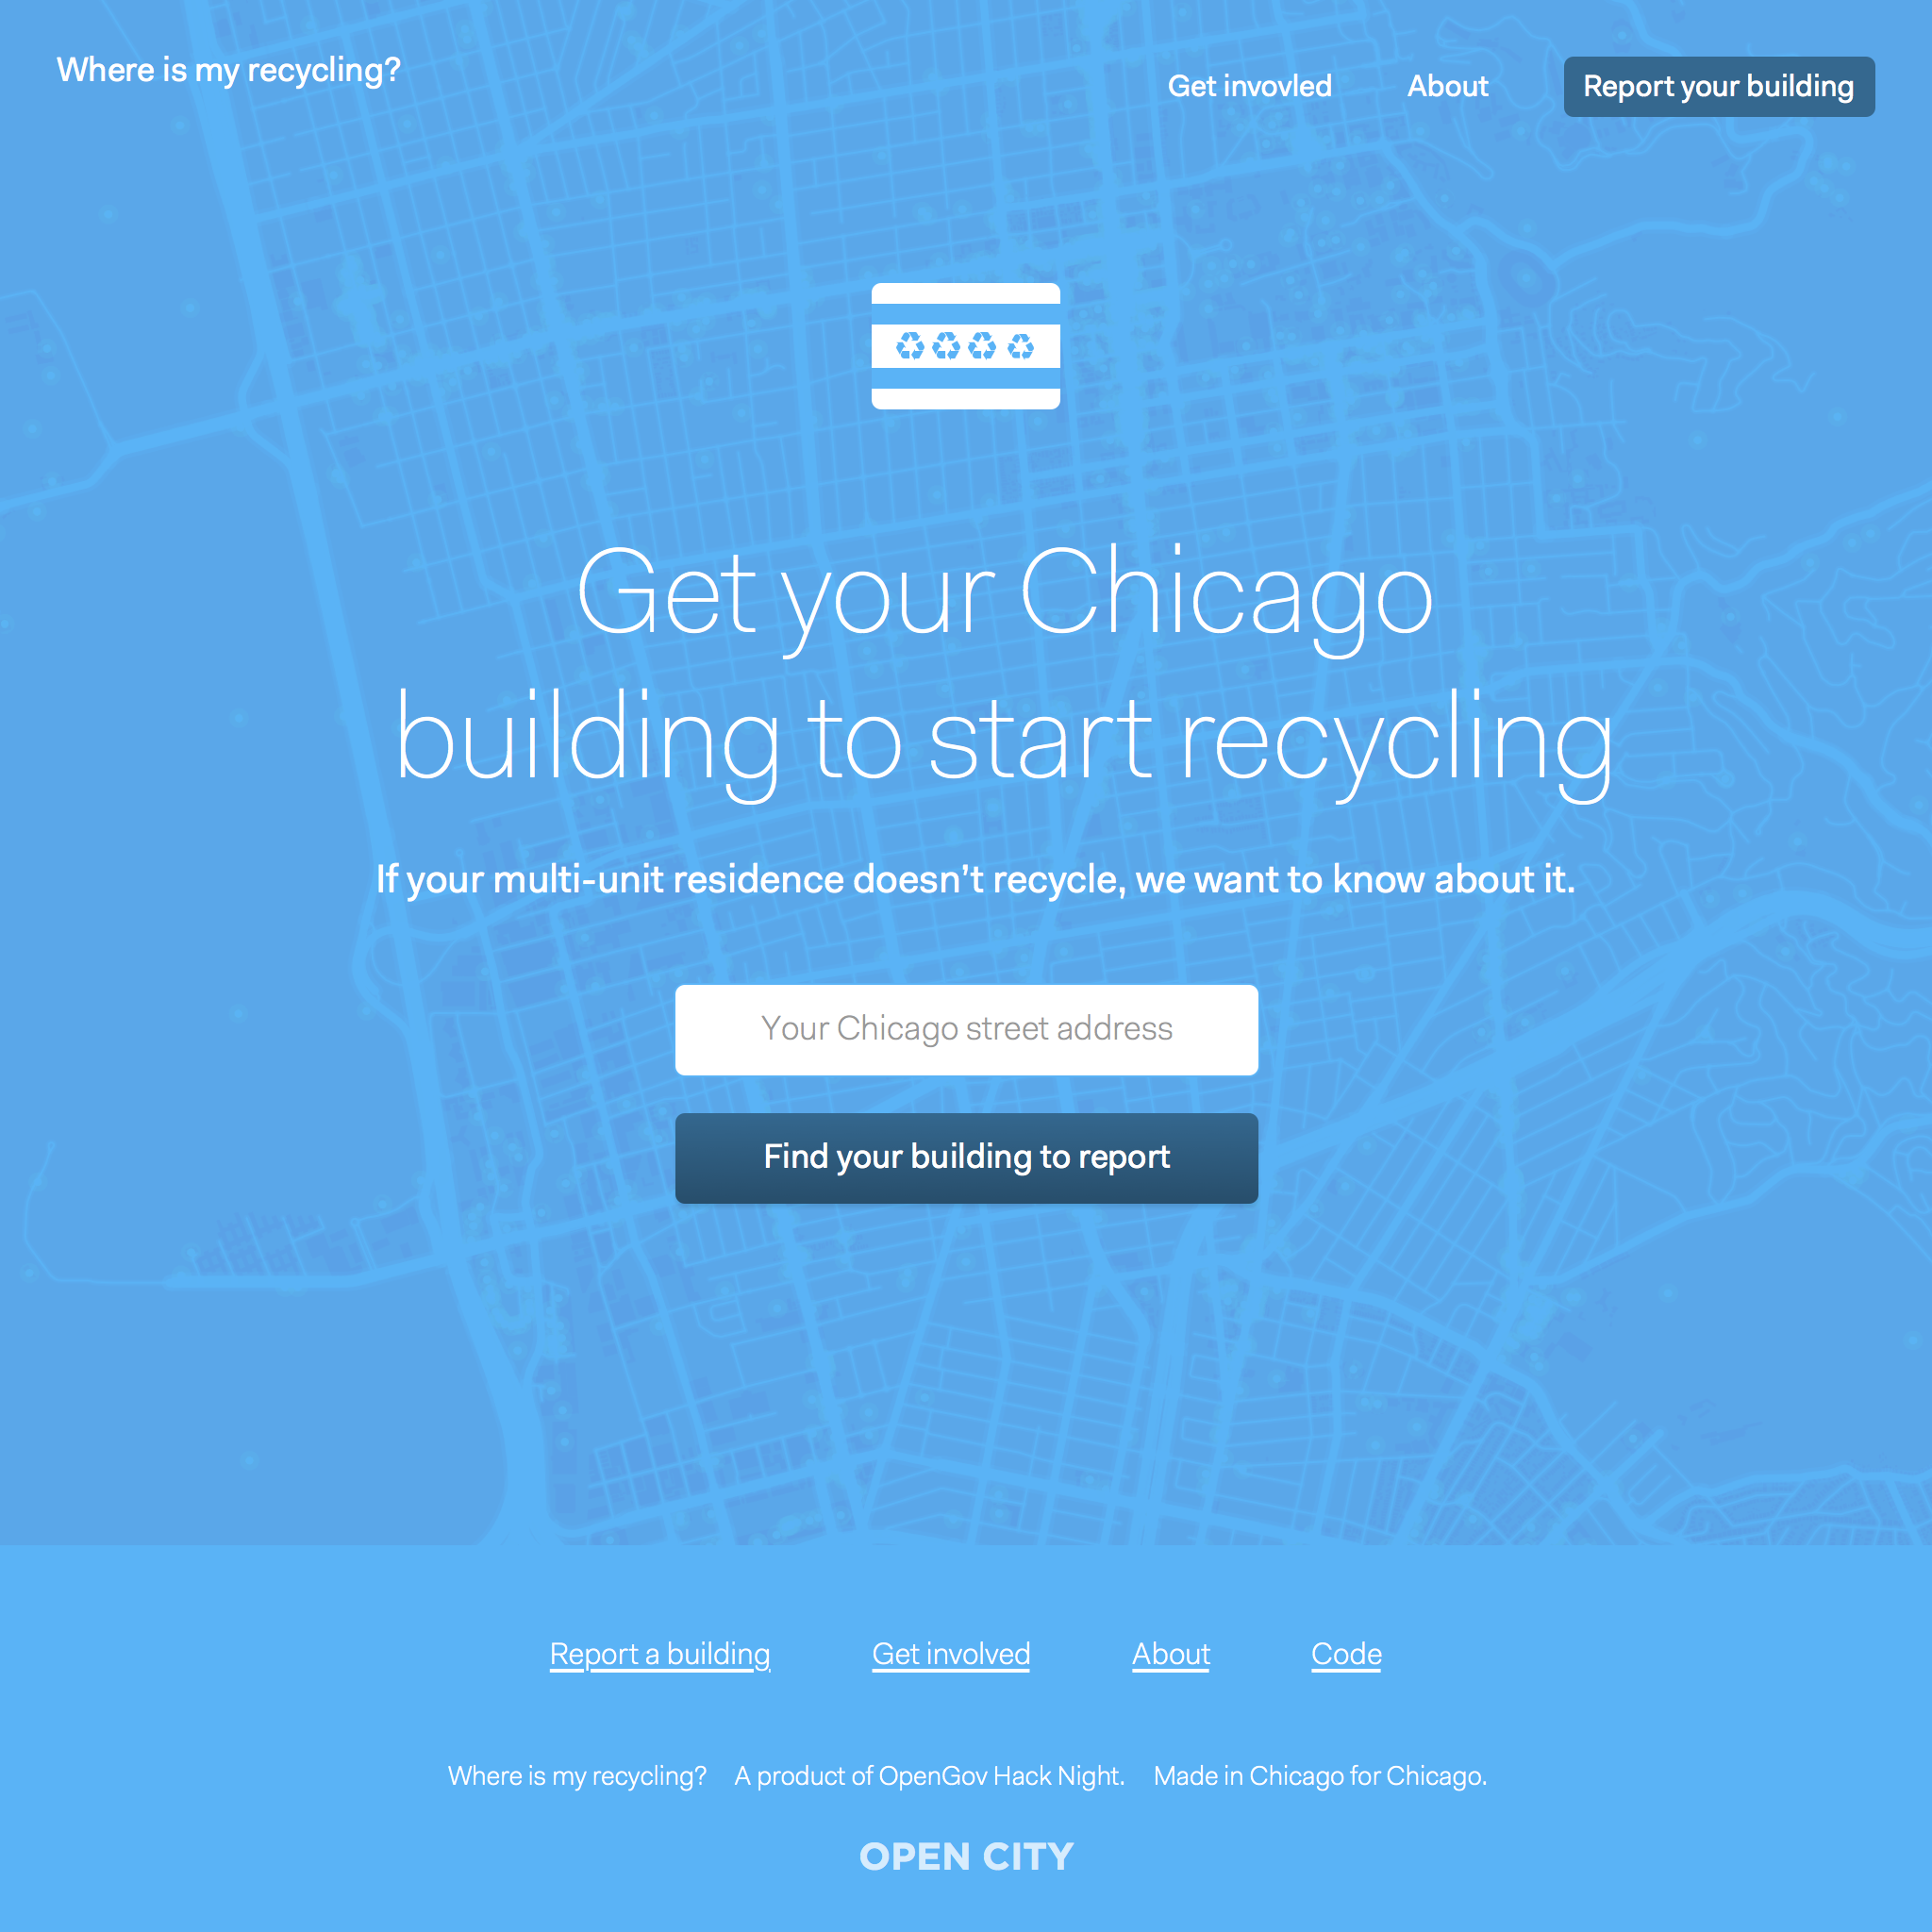 Where is my recycling?
Get invovled
About
Report your building
Get your Chicago
building to start recycling
If your multi-unit residence doesn’t recycle, we want to know about it.
Your Chicago street address
Find your building to report
Report a building
Get involved
About
Code
Where is my recycling? A product of OpenGov Hack Night. Made in Chicago for Chicago.
OPEN CITY